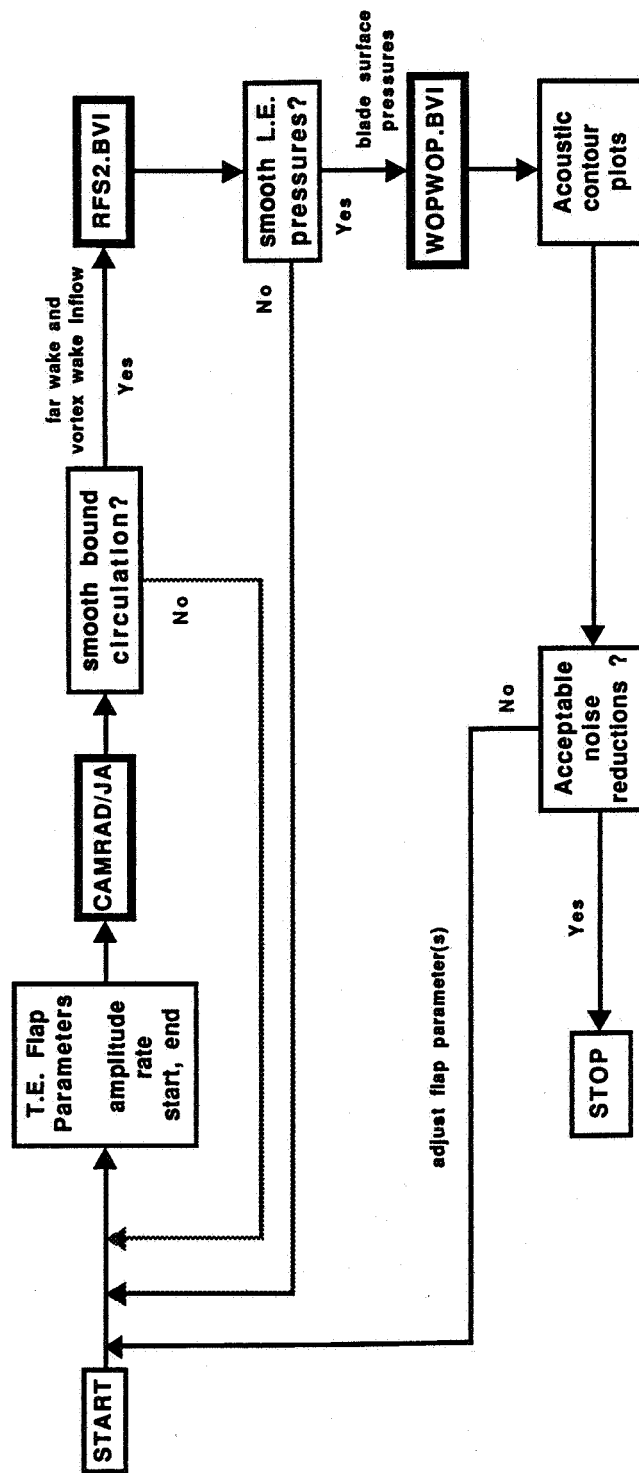 START
T.E. Flap
Parameters
amplitude
rate
start, end
CAMRAD/JA
smooth bound
circulation?
No
far wake and
vortex wake inflow
Yes
RFS2.BVI
smooth L.E.
pressures?
No
Yes
blade surface
pressures
WOPWOP.BVI
Acoustic
contour
plots
Acceptable
noise
reductions ?
No
adjust flap parameter(s)
Yes
STOP